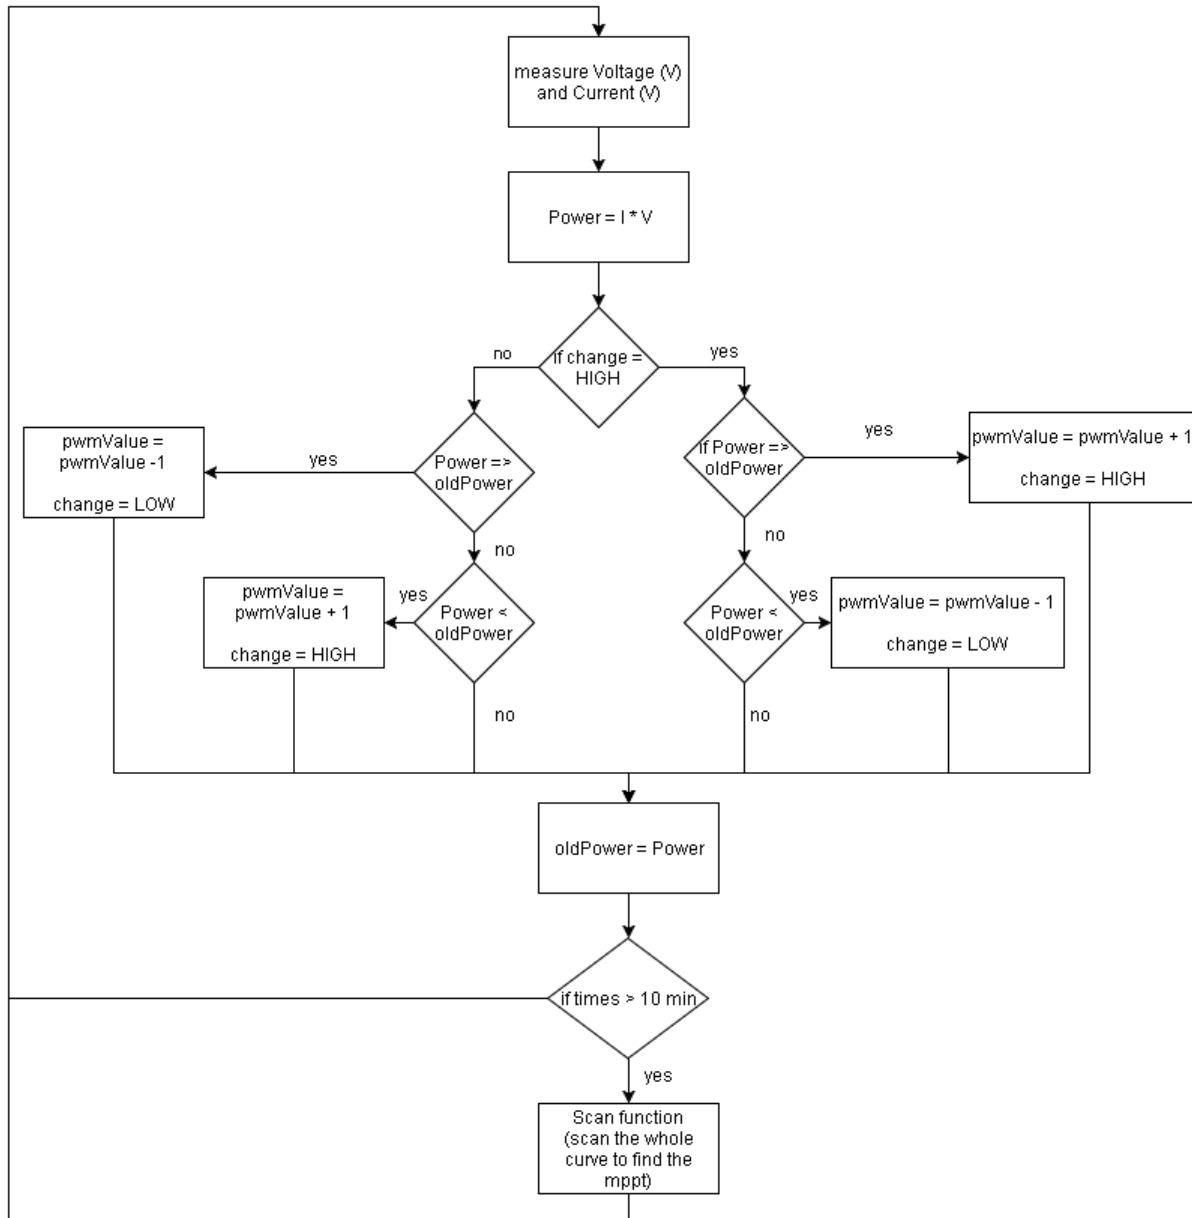 measure Voltage (V)
and Current (V)
Power = I * V
if change =
HIGH
no
yes
pwmValue =
pwmValue -1
change = LOW
yes
Power =>
oldPower
if Power =>
oldPower
yes
pwmValue = pwmValue + 1
change = HIGH
no
no
pwmValue =
pwmValue + 1
change = HIGH
yes
Power <
oldPower
Power <
oldPower
yes
pwmValue = pwmValue - 1
change = LOW
no
no
oldPower = Power
if times > 10 min
yes
Scan function
(scan the whole
curve to find the
mppt)